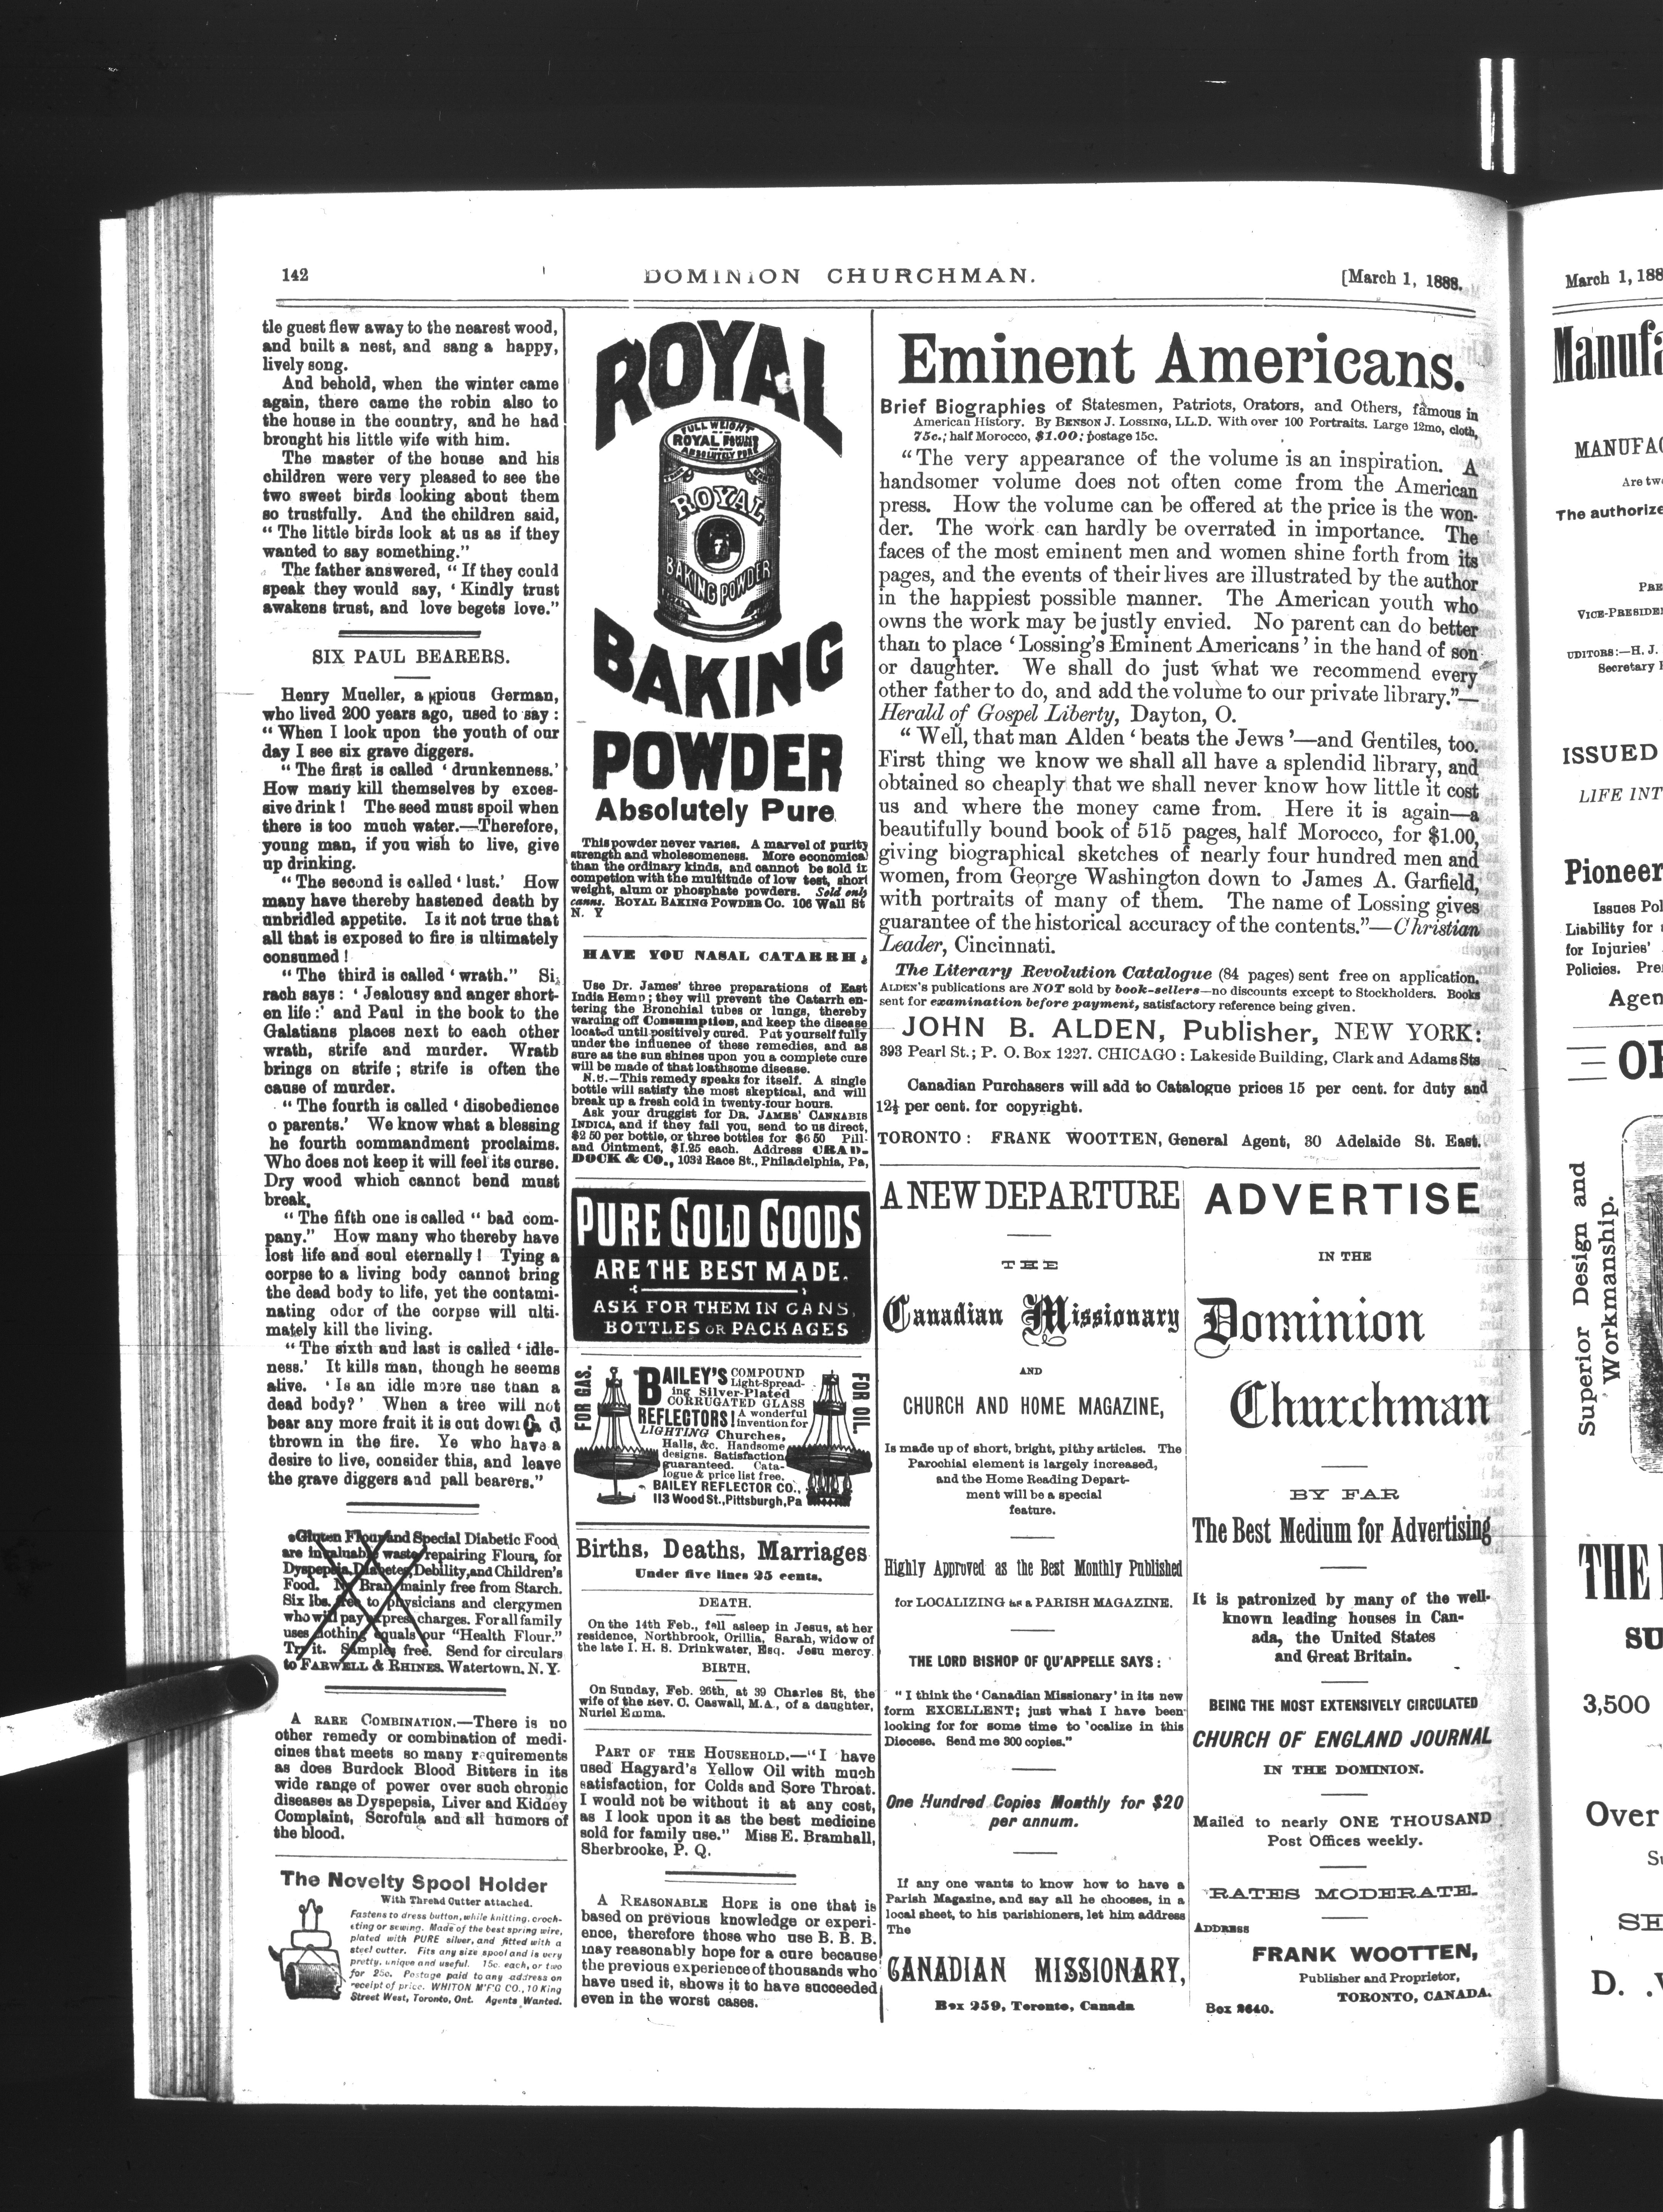 142
DOMINION CHURCHMAN.
[March 1, 1888.
tle guest flew away to the nearest wood,
and built a nest, and sang a happy,
lively song.
And behold, when the winter came
again, there came the robin also to
the house in the country, and he had
brought his little wife with him.
The master of the house and his
children were very pleased to see the
two sweet birds looking about them
so trustfully. And the children said,
" The little birds look at us as if they
wanted to say something."
The father answered, " If they could
speak they would say, ' Kindly trust
awakens trust, and love begets love."
SIX PAUL BEARERS.
Henry Mueller, a pious German,
who lived 200 years ago, used to say :
" When I look upon the youth of our
day I see six grave diggers.
" The first is called ' drunkenness.'
How many kill themselves by exces-
sive drink ! The seed must spoil when
there is too much water.—Therefore,
young man, if you wish to live, give
up drinking.
" The second is called ' lust.' How
many have thereby hastened death by
unbridled appetite. Is it not true that
all that is exposed to fire is ultimately
consumed !
" The third is called ' wrath." Si-
rach says : ' Jealousy and anger short-
en life :' and Paul in the book to the
Galatians places next to each other
wrath, strife and murder. Wrath
brings on strife ; strife is often the
cause of murder.
" The fourth is called ' disobedience
o parents.' We know what a blessing
he fourth commandment proclaims.
Who does not keep it will feel its curse.
Dry wood which cannot bend must
break.
" The fifth one is called " bad com-
pany." How many who thereby have
lost life and soul eternally ! Tying a
corpse to a living body cannot bring
the dead body to life, yet the contami-
nating odor of the corpse will ulti-
mately kill the living.
" The sixth and last is called ' idle-
ness.' It kills man, though he seems
alive. ' Is an idle more use than a
dead body?' When a tree will not
bear any more fruit it is cut down
thrown in the fire. Ye who have a
desire to live, consider this, and leave
the grave diggers and pall bearers."
Gluten Flour and Special Diabetic Food
are invaluable waste repairing Flours, for
Dyspepsia, Diabetes, Debility, and Children's
Food. No Bran, mainly free from Starch.
Six lbs. free to physicians and clergymen
who will pay express charges. For all family
uses nothing equals our "Health Flour."
Try it. Samples free. Send for circulars
to FARWELL & RHINES, Watertown, N. Y.
A RARE COMBINATION.—There is no
other remedy or combination of medi-
cines that meets so many requirements
as does Burdock Blood Bitters in its
wide range of power over such chronic
diseases as Dyspepsia, Liver and Kidney
Complaint, Scrofula and all humors of
the blood.
The Novelty Spool Holder
With Thread Cutter attached.
Fastens to dress button, while knitting, croch-
eting or sewing. Made of the best spring wire,
plated with PURE silver, and fitted with a
steel cutter. Fits any size spool and is very
pretty, unique and useful. 15c. each, or two
for 25c. Postage paid to any address on
receipt of price. WHITON M'F'G CO., 10 King
Street West, Toronto, Ont. Agents Wanted.
ROYAL
FULL WEIGHT
ROYAL BAKING
ABSOLUTELY PURE
ROYAL
BAKING POWDER
BAKING
POWDER
Absolutely Pure
This powder never varies. A marvel of purity
strength and wholesomeness. More economical
than the ordinary kinds, and cannot be sold in
competion with the multitude of low test, short
weight, alum or phosphate powders. Sold only
canns. ROYAL BAKING POWDER Co. 106 Wall St
N. Y
HAVE YOU NASAL CATARRH
Use Dr. James' three preparations of East
India Hemp ; they will prevent the Catarrh en-
tering the Bronchial tubes or lungs, thereby
warding off Consumption, and keep the disease
located until positively cured. Put yourself fully
under the influence of these remedies, and as
sure as the sun shines upon you a complete cure
will be made of that loathsome disease.
N.B.—This remedy speaks for itself. A single
bottle will satisfy the most skeptical, and will
break up a fresh cold in twenty-four hours.
Ask your druggist for DR. JAMES' CANNABIS
INDICA, and if they fail you, send to us direct,
$2 50 per bottle, or three bottles for $6 50 Pill-
and Ointment, $1.25 each. Address CRAD-
DOCK & CO., 1032 Race St., Philadelphia, Pa,
PURE GOLD GOODS
ARE THE BEST MADE.
ASK FOR THEM IN CANS,
BOTTLES OR PACKAGES
FOR GAS.
BAILEY'S COMPOUND
Light-Spread-
ing Silver-Plated
CORRUGATED GLASS
REFLECTORS! A wonderful
invention for
LIGHTING Churches,
Halls, &c. Handsome
designs. Satisfaction
guaranteed. Cata-
logue & price list free.
BAILEY REFLECTOR CO.,
113 Wood St., Pittsburgh, Pa
FOR OIL.
Births, Deaths, Marriages
Under five lines 25 cents.
DEATH.
On the 14th Feb., fell asleep in Jesus, at her
residence, Northbrook, Orillia, Sarah, widow of
the late I. H. S. Drinkwater, Esq. Jesu mercy.
BIRTH.
On Sunday, Feb. 26th, at 39 Charles St, the
wife of the Rev. C. Caswall, M.A., of a daughter,
Nuriel Emma.
PART OF THE HOUSEHOLD.—"I have
used Hagyard's Yellow Oil with much
satisfaction, for Colds and Sore Throat.
I would not be without it at any cost,
as I look upon it as the best medicine
sold for family use." Miss E. Bramhall,
Sherbrooke, P. Q.
A REASONABLE HOPE is one that is
based on previous knowledge or experi-
ence, therefore those who use B. B. B.
may reasonably hope for a cure because
the previous experience of thousands who
have used it, shows it to have succeeded
even in the worst cases.
Eminent Americans.
Brief Biographies of Statesmen, Patriots, Orators, and Others, famous in
American History. By BENSON J. LOSSING, LL.D. With over 100 Portraits. Large 12mo, cloth,
75c.; half Morocco, $1.00; postage 15c.
"The very appearance of the volume is an inspiration. A
handsomer volume does not often come from the American
press. How the volume can be offered at the price is the won-
der. The work can hardly be overrated in importance. The
faces of the most eminent men and women shine forth from its
pages, and the events of their lives are illustrated by the author
in the happiest possible manner. The American youth who
owns the work may be justly envied. No parent can do better
than to place 'Lossing's Eminent Americans' in the hand of son
or daughter. We shall do just what we recommend every
other father to do, and add the volume to our private library."—
Herald of Gospel Liberty, Dayton, O.
"Well, that man Alden 'beats the Jews'—and Gentiles, too.
First thing we know we shall all have a splendid library, and
obtained so cheaply that we shall never know how little it cost
us and where the money came from. Here it is again—a
beautifully bound book of 515 pages, half Morocco, for $1.00,
giving biographical sketches of nearly four hundred men and
women, from George Washington down to James A. Garfield,
with portraits of many of them. The name of Lossing gives
guarantee of the historical accuracy of the contents."—Christian
Leader, Cincinnati.
The Literary Revolution Catalogue (84 pages) sent free on application.
ALDEN'S publications are NOT sold by book-sellers—no discounts except to Stockholders. Books
sent for examination before payment, satisfactory reference being given.
JOHN B. ALDEN, Publisher, NEW YORK:
393 Pearl St.; P. O. Box 1227. CHICAGO: Lakeside Building, Clark and Adams Sts
Canadian Purchasers will add to Catalogue prices 15 per cent. for duty and
12½ per cent. for copyright.
TORONTO: FRANK WOOTTEN, General Agent, 30 Adelaide St. East.
A NEW DEPARTURE
THE
Canadian Missionary
AND
CHURCH AND HOME MAGAZINE,
Is made up of short, bright, pithy articles. The
Parochial element is largely increased,
and the Home Reading Depart-
ment will be a special
feature.
Highly Approved as the Best Monthly Published
for LOCALIZING as a PARISH MAGAZINE.
THE LORD BISHOP OF QU'APPELLE SAYS:
"I think the 'Canadian Missionary' in its new
form EXCELLENT; just what I have been
looking for for some time to 'ocalize in this
Diocese. Send me 300 copies."
One Hundred Copies Monthly for $20
per annum.
If any one wants to know how to have a
Parish Magazine, and say all he chooses, in a
local sheet, to his parishioners, let him address
The
CANADIAN MISSIONARY,
Box 259, Toronto, Canada
ADVERTISE
IN THE
Dominion
Churchman
BY FAR
The Best Medium for Advertising
It is patronized by many of the well-
known leading houses in Can-
ada, the United States
and Great Britain.
BEING THE MOST EXTENSIVELY CIRCULATED
CHURCH OF ENGLAND JOURNAL
IN THE DOMINION.
Mailed to nearly ONE THOUSAND
Post Offices weekly.
RATES MODERATE.
ADDRESS
FRANK WOOTTEN,
Publisher and Proprietor,
TORONTO, CANADA.
Box 2640.
March 1, 188
Manufa
MANUFAC
Are two
The authorize
PRE
VICE-PRESIDE
UDITORS:—H. J.
Secretary
ISSUED
LIFE INT
Pioneer
Issues Pol
Liability for
for Injuries'
Policies. Pre
Agen
OR
Superior Design and
Workmanship.
THE
SU
3,500
Over
SH
D.